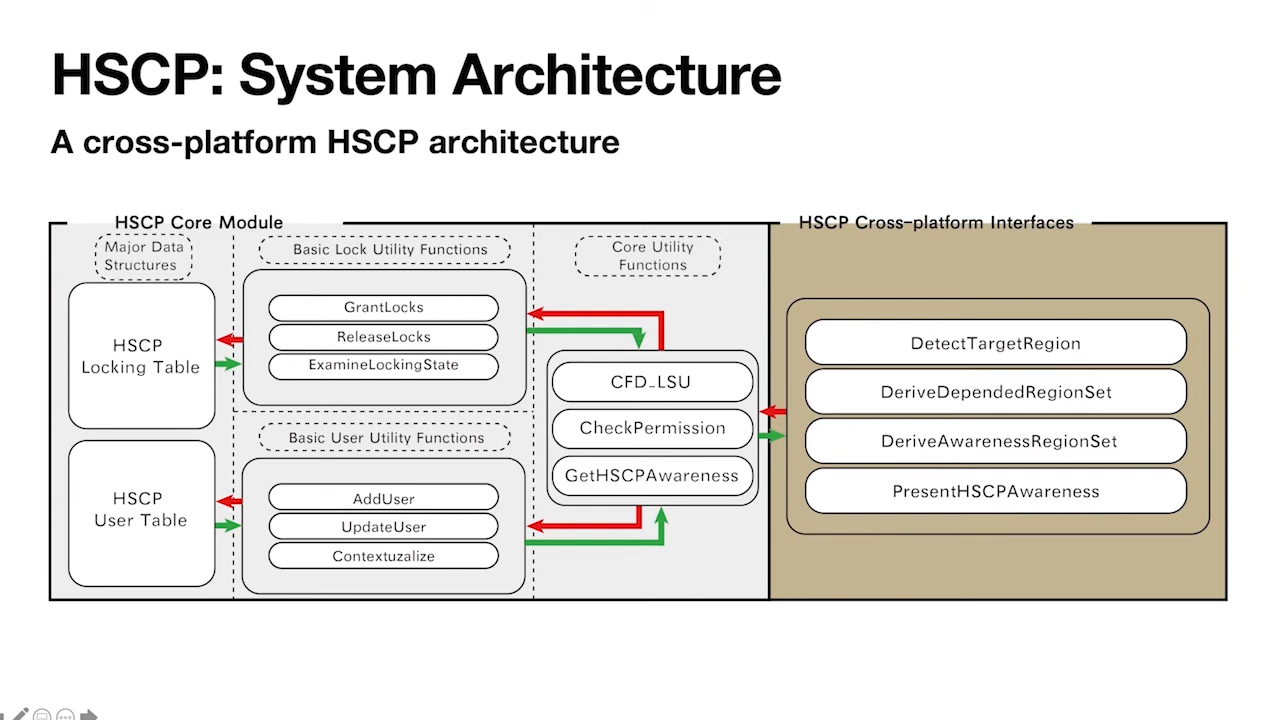 HSCP: System Architecture
A cross-platform HSCP architecture
HSCP Core Module
HSCP Cross-platform Interfaces
Major Data
Structures
Basic Lock Utility Functions
Core Utility
Functions
HSCP
Locking Table
GrantLocks
ReleaseLocks
ExamineLockingState
Basic User Utility Functions
HSCP
User Table
AddUser
UpdateUser
Contextuzalize
CFD_LSU
CheckPermission
GetHSCPAwareness
DetectTargetRegion
DeriveDependedRegionSet
DeriveAwarenessRegionSet
PresentHSCPAwareness